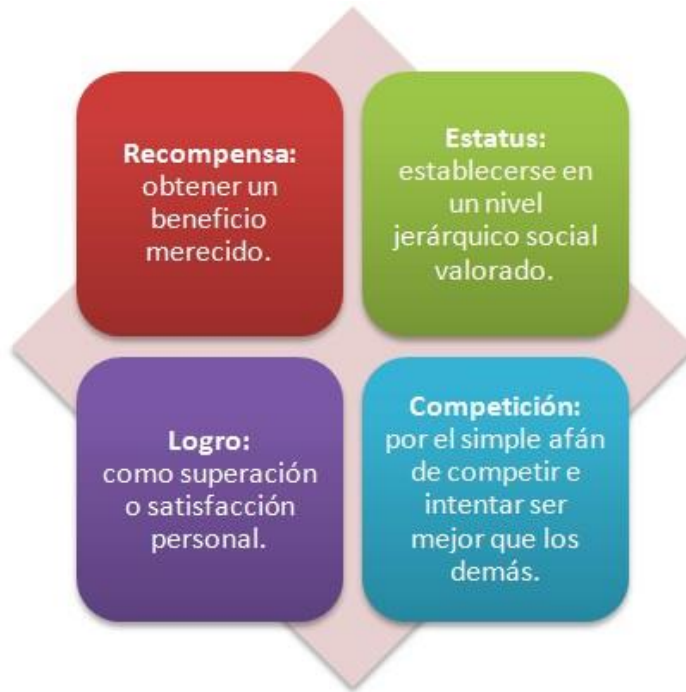 Recompensa:
obtener un
beneficio
merecido.
Estatus:
establecerse en
un nivel
jerárquico social
valorado.
Logro:
como superación
o satisfacción
personal.
Competición:
por el simple afán
de competir e
intentar ser
mejor que los
demás.